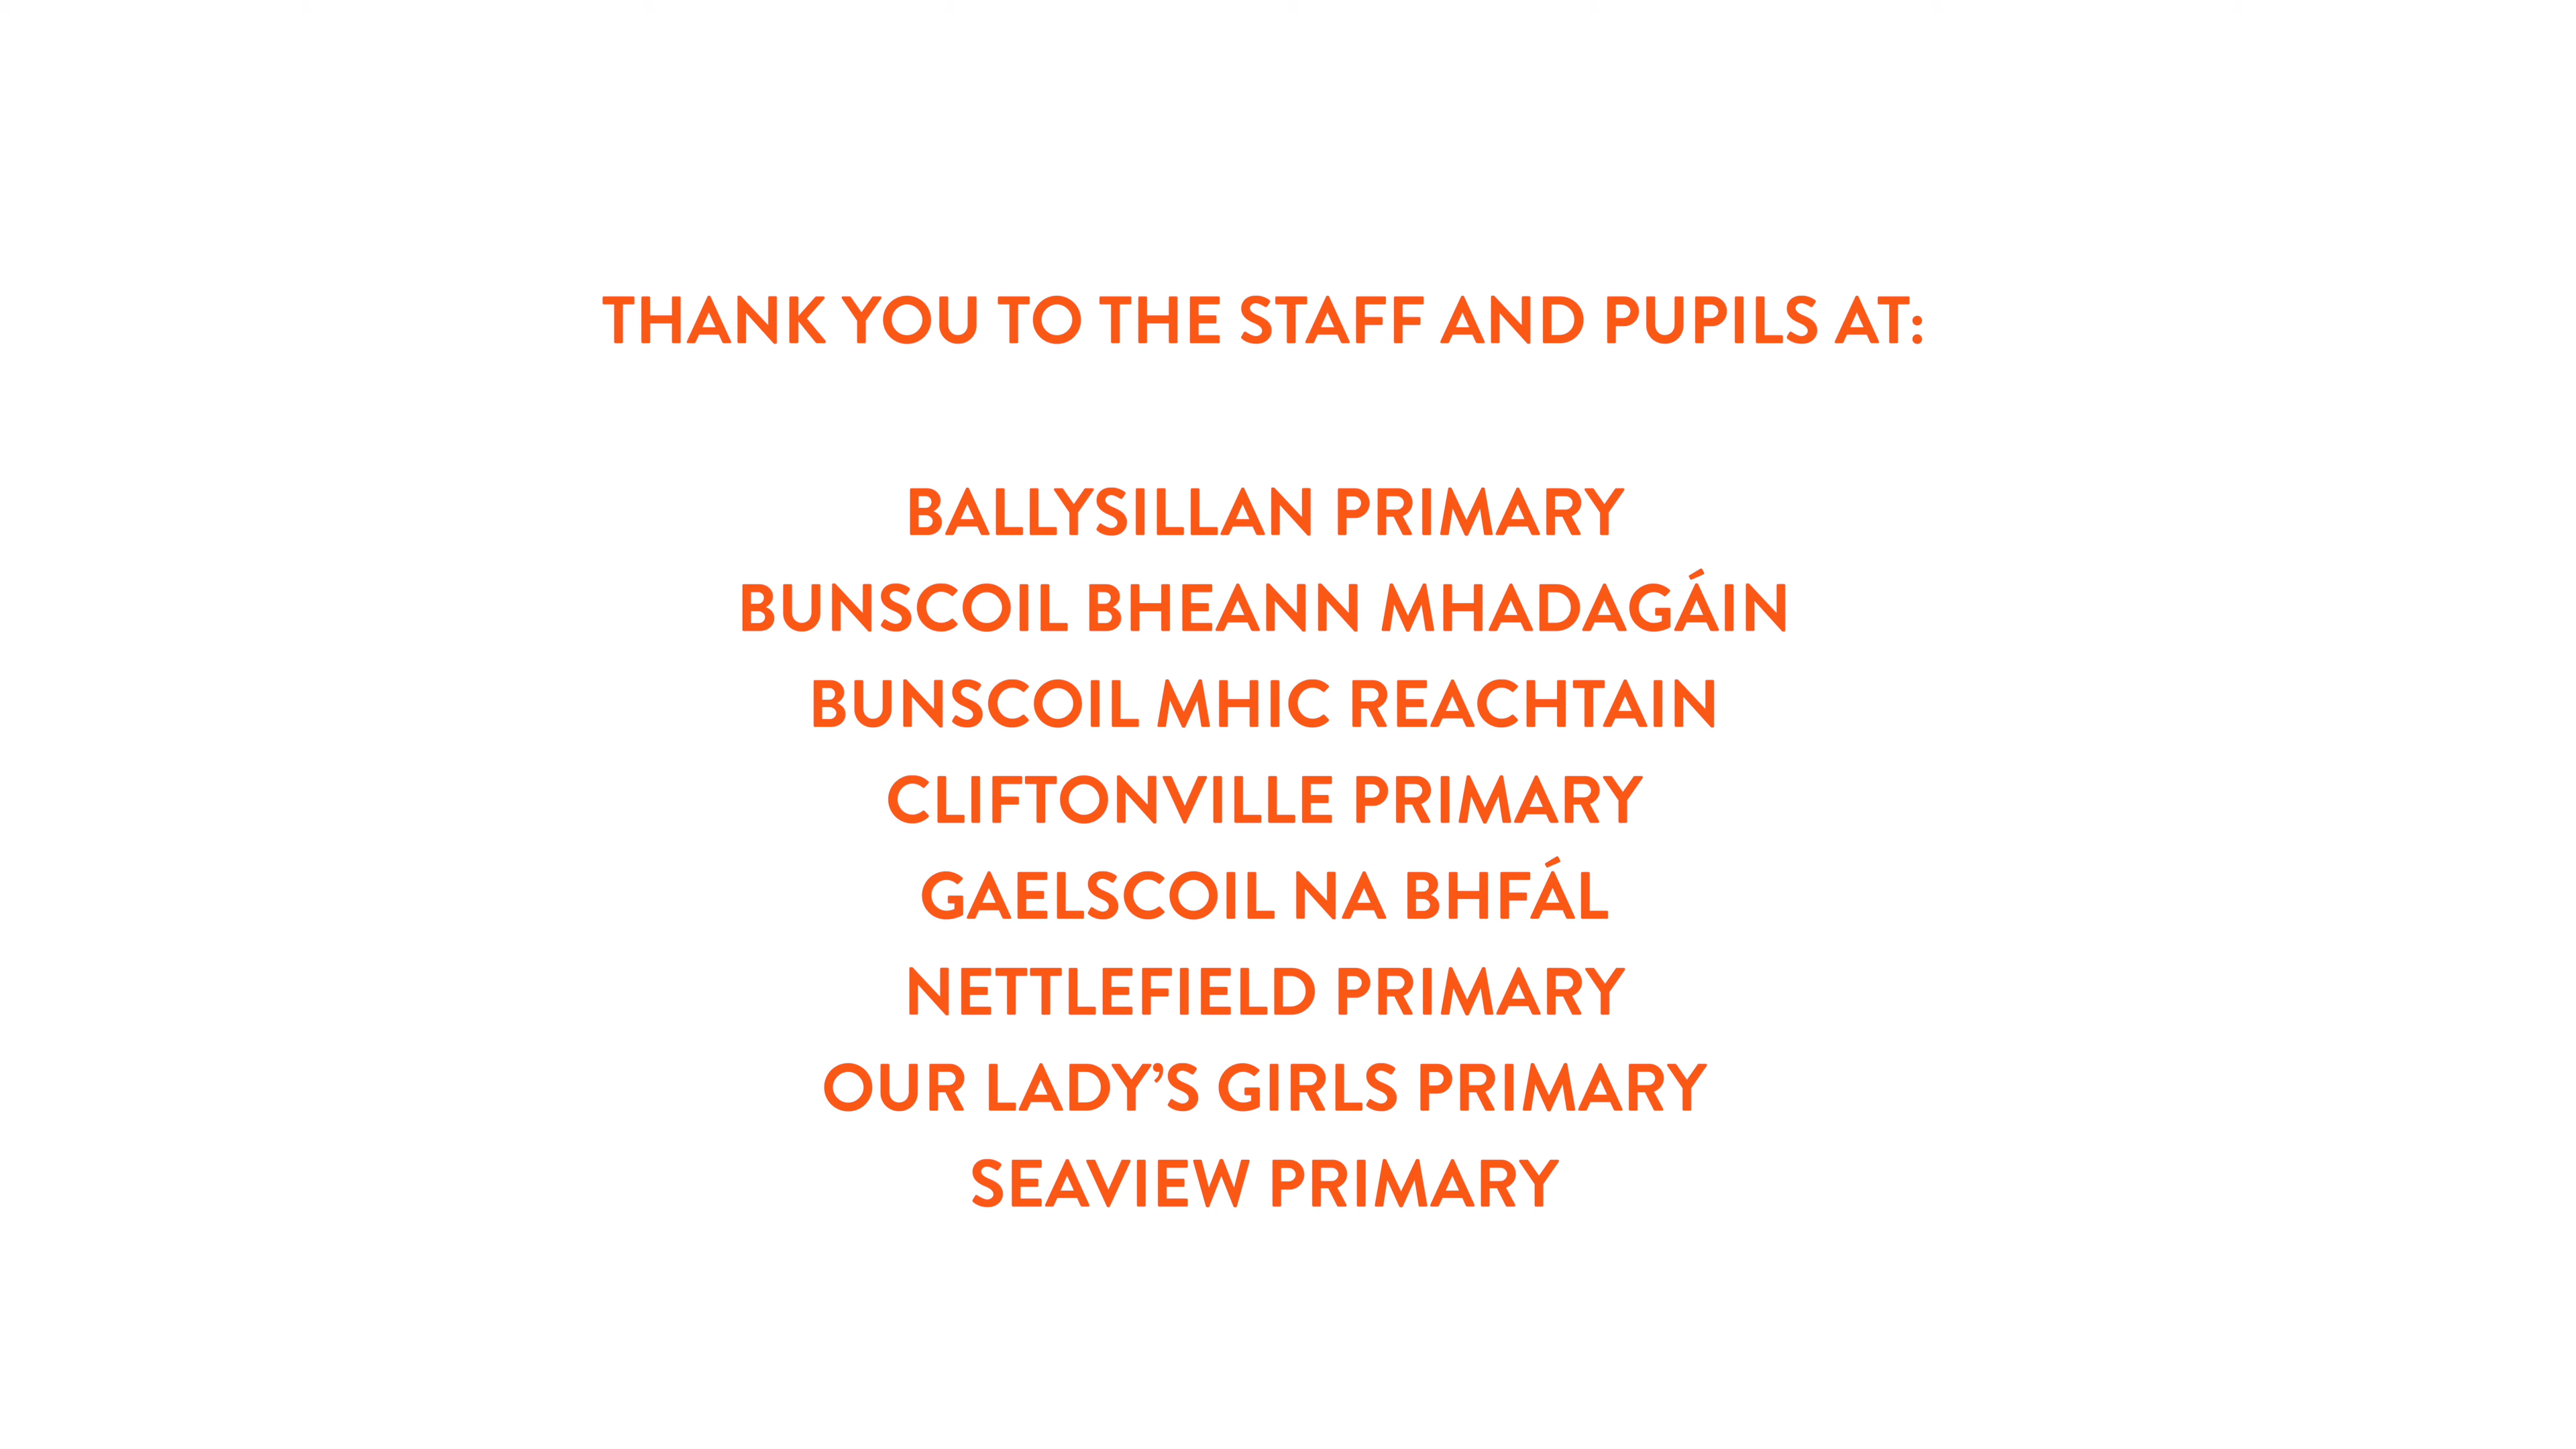 THANK YOU TO THE STAFF AND PUPILS AT:
BALLYSILLAN PRIMARY
BUNSCOIL BHEANN MHADAGÁIN
BUNSCOIL MHIC REACHTAIN
CLIFTONVILLE PRIMARY
GAELSCOIL NA BHFÁL
NETTLEFIELD PRIMARY
OUR LADY’S GIRLS PRIMARY
SEAVIEW PRIMARY